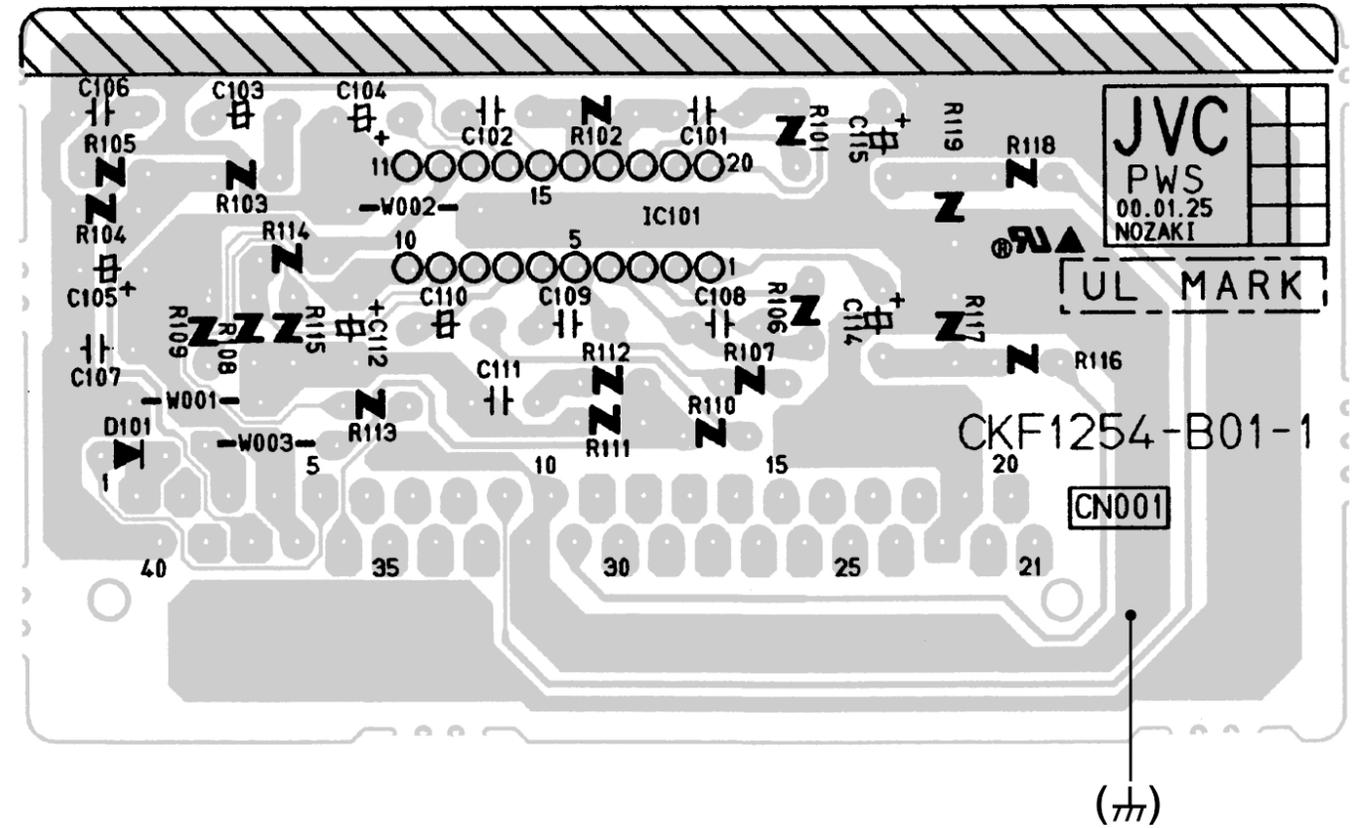 C106 C103 C104
C102 R102 C101 R101 C115 R119
R105 R118
11 20
15
R103
W002
IC101
R104 R114
10 5 1
C105
C110 C109 C108 R106 C114 R117
R109 R108 R115 C112
C107 R112 R107 R116
C111
W001
R113 R111 R110
D101
W003
JVC
PWS
00.01.25
NOZAKI
® UR
UL MARK
CKF1254-B01-1
1 5 10 15 20
CN001
40 35 30 25 21
+ + + + +